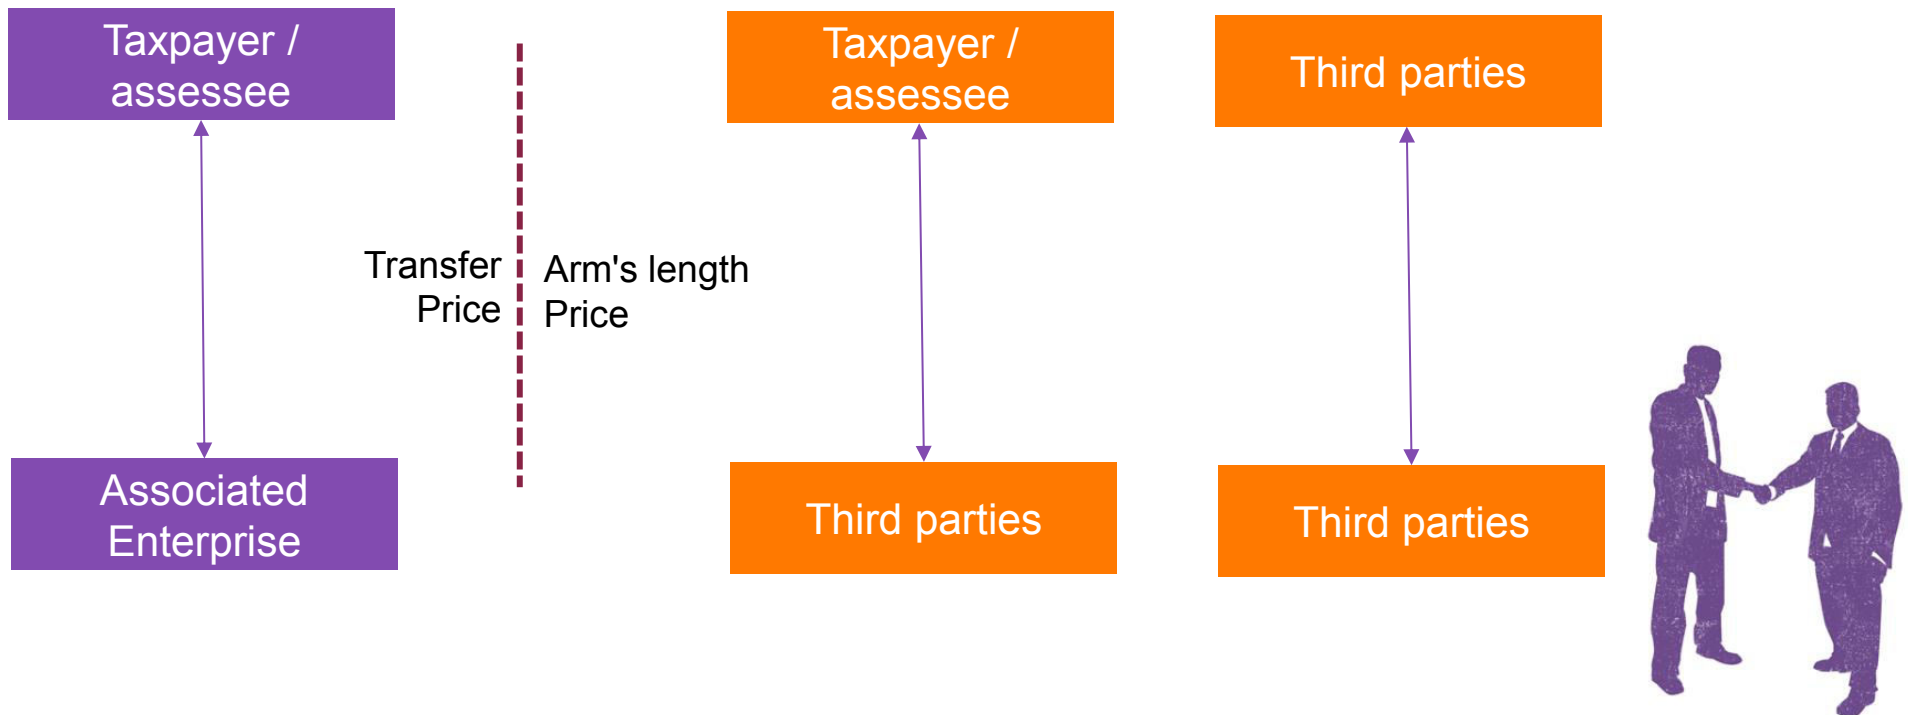 Taxpayer /
assessee
Taxpayer /
assessee
Third parties
Transfer
Price
Arm's length
Price
Associated
Enterprise
Third parties
Third parties